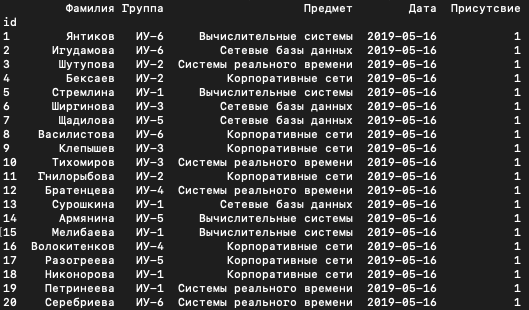 Фамилия Группа Предмет Дата Присутсвие
id
1 Янтиков ИУ-6 Вычислительные системы 2019-05-16 1
2 Игудамова ИУ-6 Сетевые базы данных 2019-05-16 1
3 Шутупова ИУ-2 Системы реального времени 2019-05-16 1
4 Бексаев ИУ-2 Корпоративные сети 2019-05-16 1
5 Стремлина ИУ-1 Вычислительные системы 2019-05-16 1
6 Ширгинова ИУ-3 Сетевые базы данных 2019-05-16 1
7 Щадилова ИУ-5 Сетевые базы данных 2019-05-16 1
8 Василистова ИУ-6 Корпоративные сети 2019-05-16 1
9 Клепышев ИУ-3 Корпоративные сети 2019-05-16 1
10 Тихомиров ИУ-3 Системы реального времени 2019-05-16 1
11 Гнилорыбова ИУ-2 Корпоративные сети 2019-05-16 1
12 Братенцева ИУ-4 Системы реального времени 2019-05-16 1
13 Сурошкина ИУ-1 Сетевые базы данных 2019-05-16 1
14 Армянина ИУ-5 Вычислительные системы 2019-05-16 1
15 Мелибаева ИУ-1 Вычислительные системы 2019-05-16 1
16 Волокитенков ИУ-4 Корпоративные сети 2019-05-16 1
17 Разогреева ИУ-5 Корпоративные сети 2019-05-16 1
18 Никонорова ИУ-1 Корпоративные сети 2019-05-16 1
19 Петринеева ИУ-1 Системы реального времени 2019-05-16 1
20 Серебриева ИУ-6 Системы реального времени 2019-05-16 1